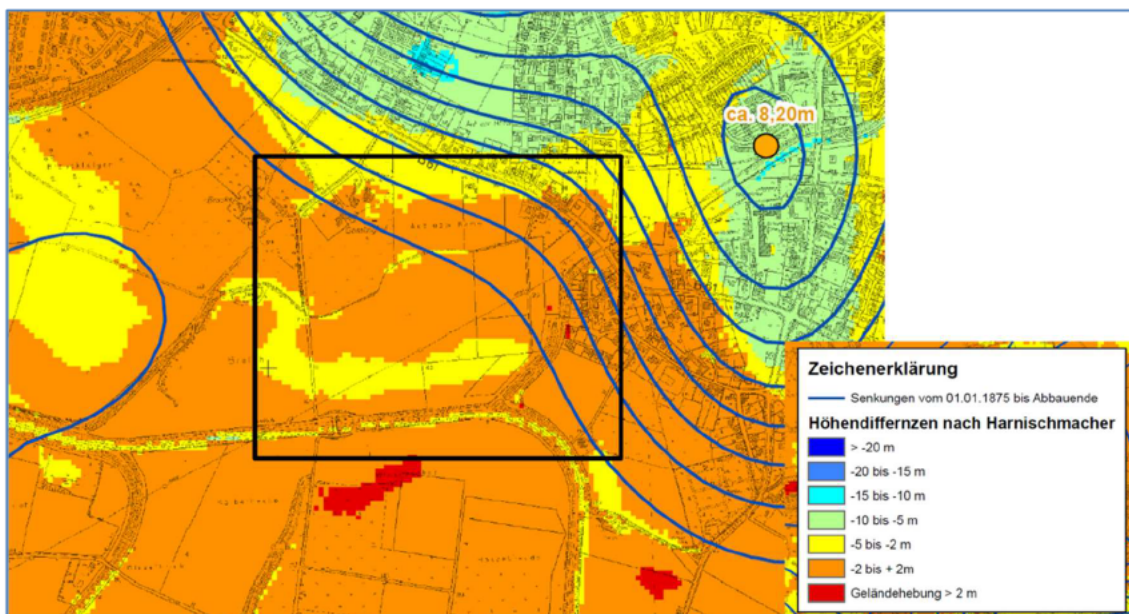 ca. 8,20m
Zeichenerklärung
Senkungen vom 01.01.1875 bis Abbauende
Höhendiffernzen nach Harnischmacher
> -20 m
-20 bis -15 m
-15 bis -10 m
-10 bis -5 m
-5 bis -2 m
-2 bis + 2m
Geländehebung > 2 m